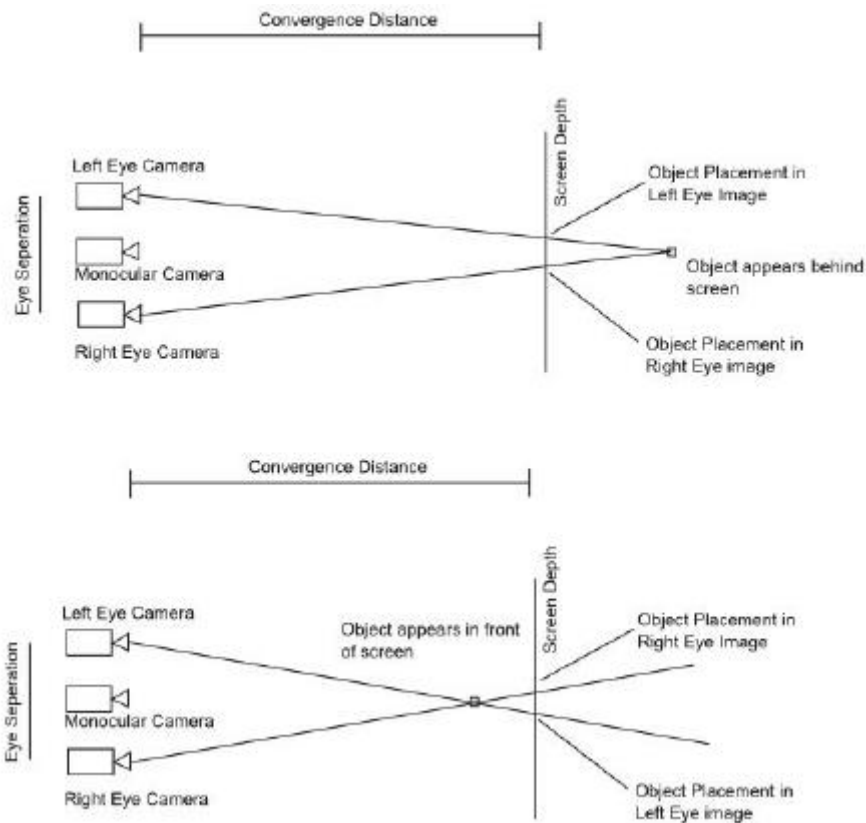 Convergence Distance
Left Eye Camera
Eye Seperation
Monocular Camera
Right Eye Camera
Screen Depth
Object Placement in
Left Eye Image
Object appears behind
screen
Object Placement in
Right Eye image
Convergence Distance
Left Eye Camera
Eye Seperation
Monocular Camera
Right Eye Camera
Object appears in front
of screen
Screen Depth
Object Placement in
Right Eye Image
Object Placement in
Left Eye image